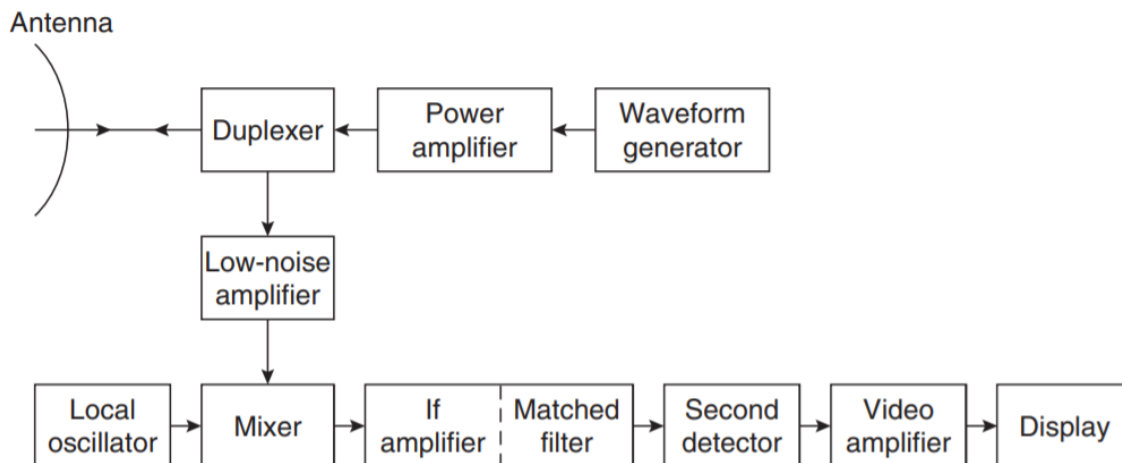 Antenna
Duplexer
Power
amplifier
Waveform
generator
Low-noise
amplifier
Local
oscillator
Mixer
If
amplifier
Matched
filter
Second
detector
Video
amplifier
Display